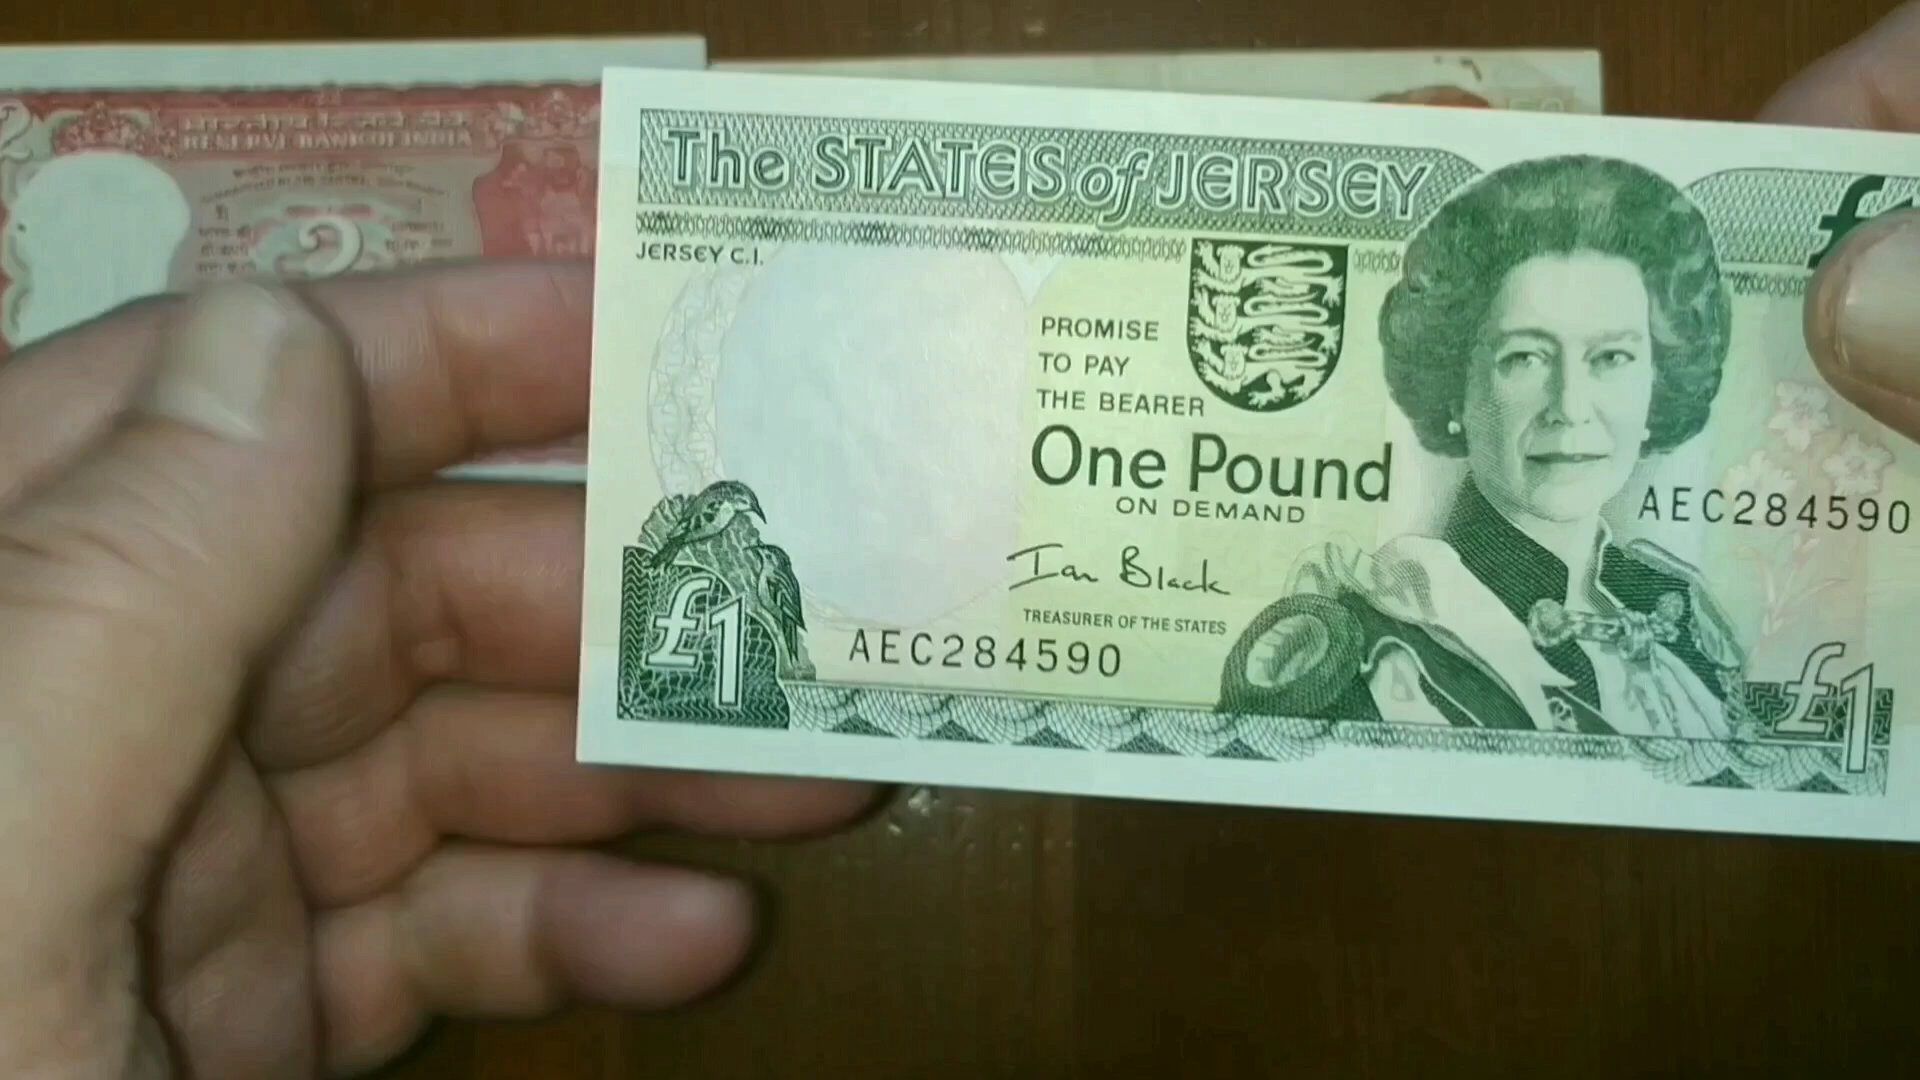 RESERVE BANK OF INDIA
2
The STATES of JERSEY
£
JERSEY C.I.
PROMISE
TO PAY
THE BEARER
One Pound
ON DEMAND
Ian Black
TREASURER OF THE STATES
AEC284590
AEC284590
£1
£1